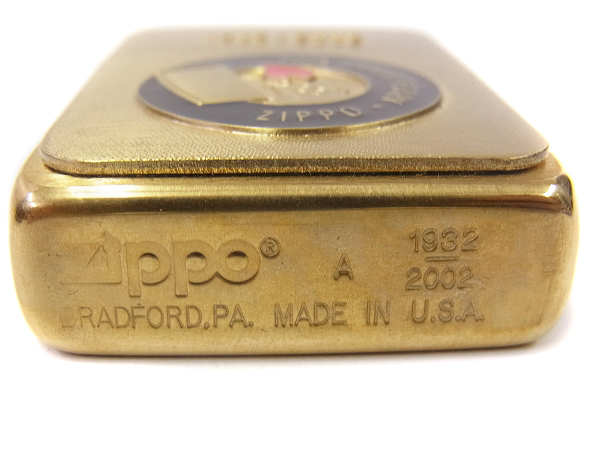 ZIPPO •
Zippo® A 1932
2002
BRADFORD, PA. MADE IN U.S.A.